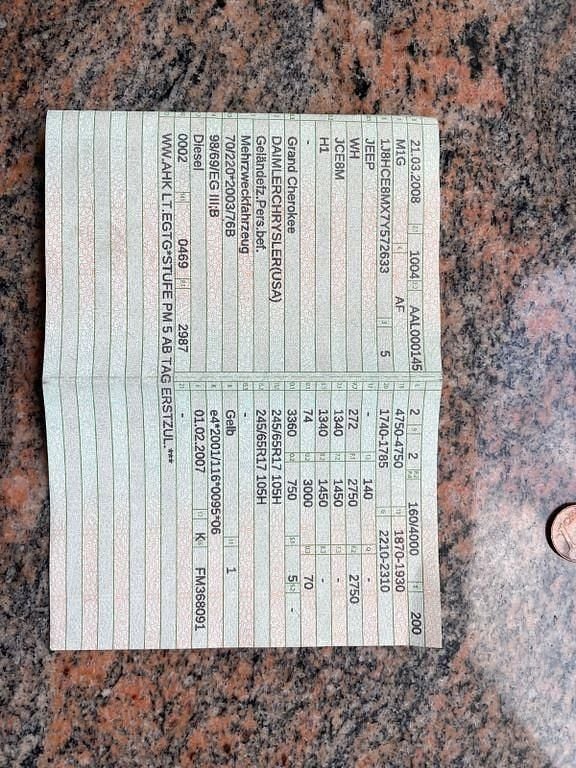 21.03.2008 1004 AAL000145
M1G AF
1J8HCE8MX7Y572633 5
JEEP
WH
JCE8M
H1
-
Grand Cherokee
DAIMLERCHRYSLER(USA)
Geländefz.Pers.bef.
Mehrzweckfahrzeug
70/220*2003/76B
98/69/EG III;B
Diesel
0002 0469 2987
WW.AHK LT.EGTG*STUFE PM 5 AB TAG ERSTZUL.***
2 2 160/4000 200
4750-4750 1870-1930
1740-1785 2210-2310
- 140 -
272 2750 2750
1340 1450 -
1340 1450 -
74 3000 70
3360 750 5 -
245/65R17 105H
245/65R17 105H
-
Gelb 1
e4*2001/116*0095*06
01.02.2007 K FM368091
-